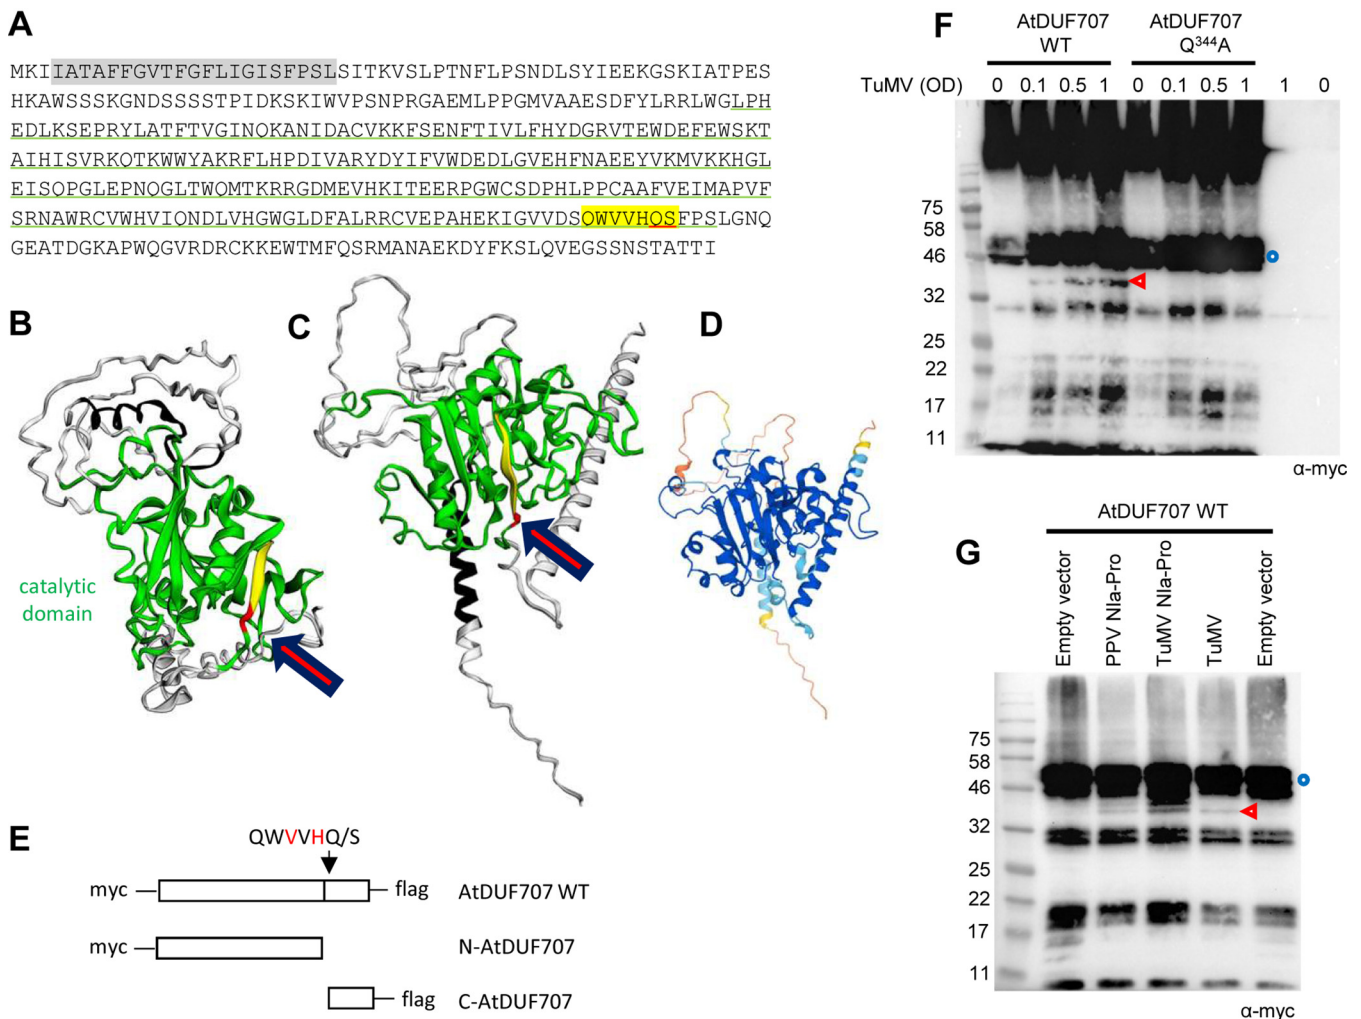 A
MKIIATAFFGVTFGFLIGISFPSLSITKVSLPTNFLPSNDLSYIEEKGSKIATPES
HKAWSSSKGNDSSSSTPIDKSKIWVPSNPRGAEMLPPGMVAAESDFYLRRLWGLPH
EDLKSEPRYLATFTVGINQKANIDACVKKFSENFTIVLFHYDGRVTEWDEFEWSKT
AIHISVRKQTKWWYAKRFLHPDIVARYDYIFVWDEDLGVEHFNAEEYVKMVKKHGL
EISQPGLEPNQGLTWQMTKRRGDMEVHKITEERPGWCSDPHLPPCAAFVEIMAPVF
SRNAWRCVWHVIQNDLVHGWGLDFALRRCVEPAHEKIGVVDSQWVVHQSFPSLGNQ
GEATDGKAPWQGVRDRCKKEWTMFQSRMANAEKDYFKSLQVEGSSNSTATTI
B
catalytic
domain
C
D
E
QWVVHQ/S
myc
flag
AtDUF707 WT
myc
N-AtDUF707
flag
C-AtDUF707
F
AtDUF707
WT
AtDUF707
Q344A
TuMV (OD)
0
0.1
0.5
1
0
0.1
0.5
1
1
0
75
58
46
32
25
22
17
11
α-myc
G
AtDUF707 WT
Empty vector
PPV NIa-Pro
TuMV NIa-Pro
TuMV
Empty vector
75
58
46
32
25
22
17
11
α-myc